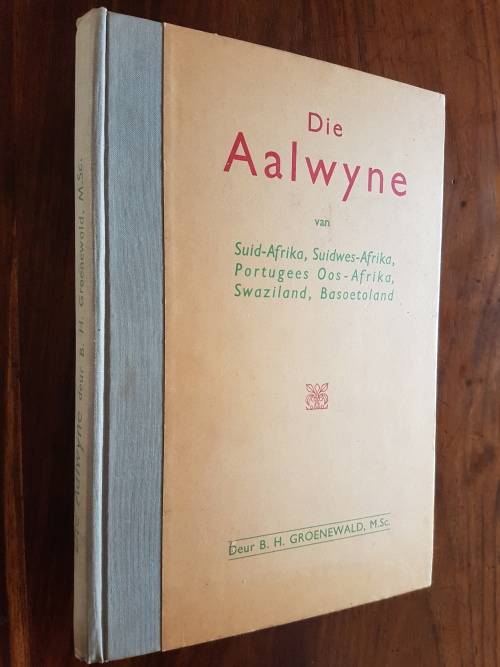 Die
Aalwyne
van
Suid-Afrika, Suidwes-Afrika,
Portugees Oos-Afrika,
Swaziland, Basoetoland
Deur B. H. GROENEWALD, M.Sc.
Die Aalwyne deur B. H. Groenewald, M.Sc.